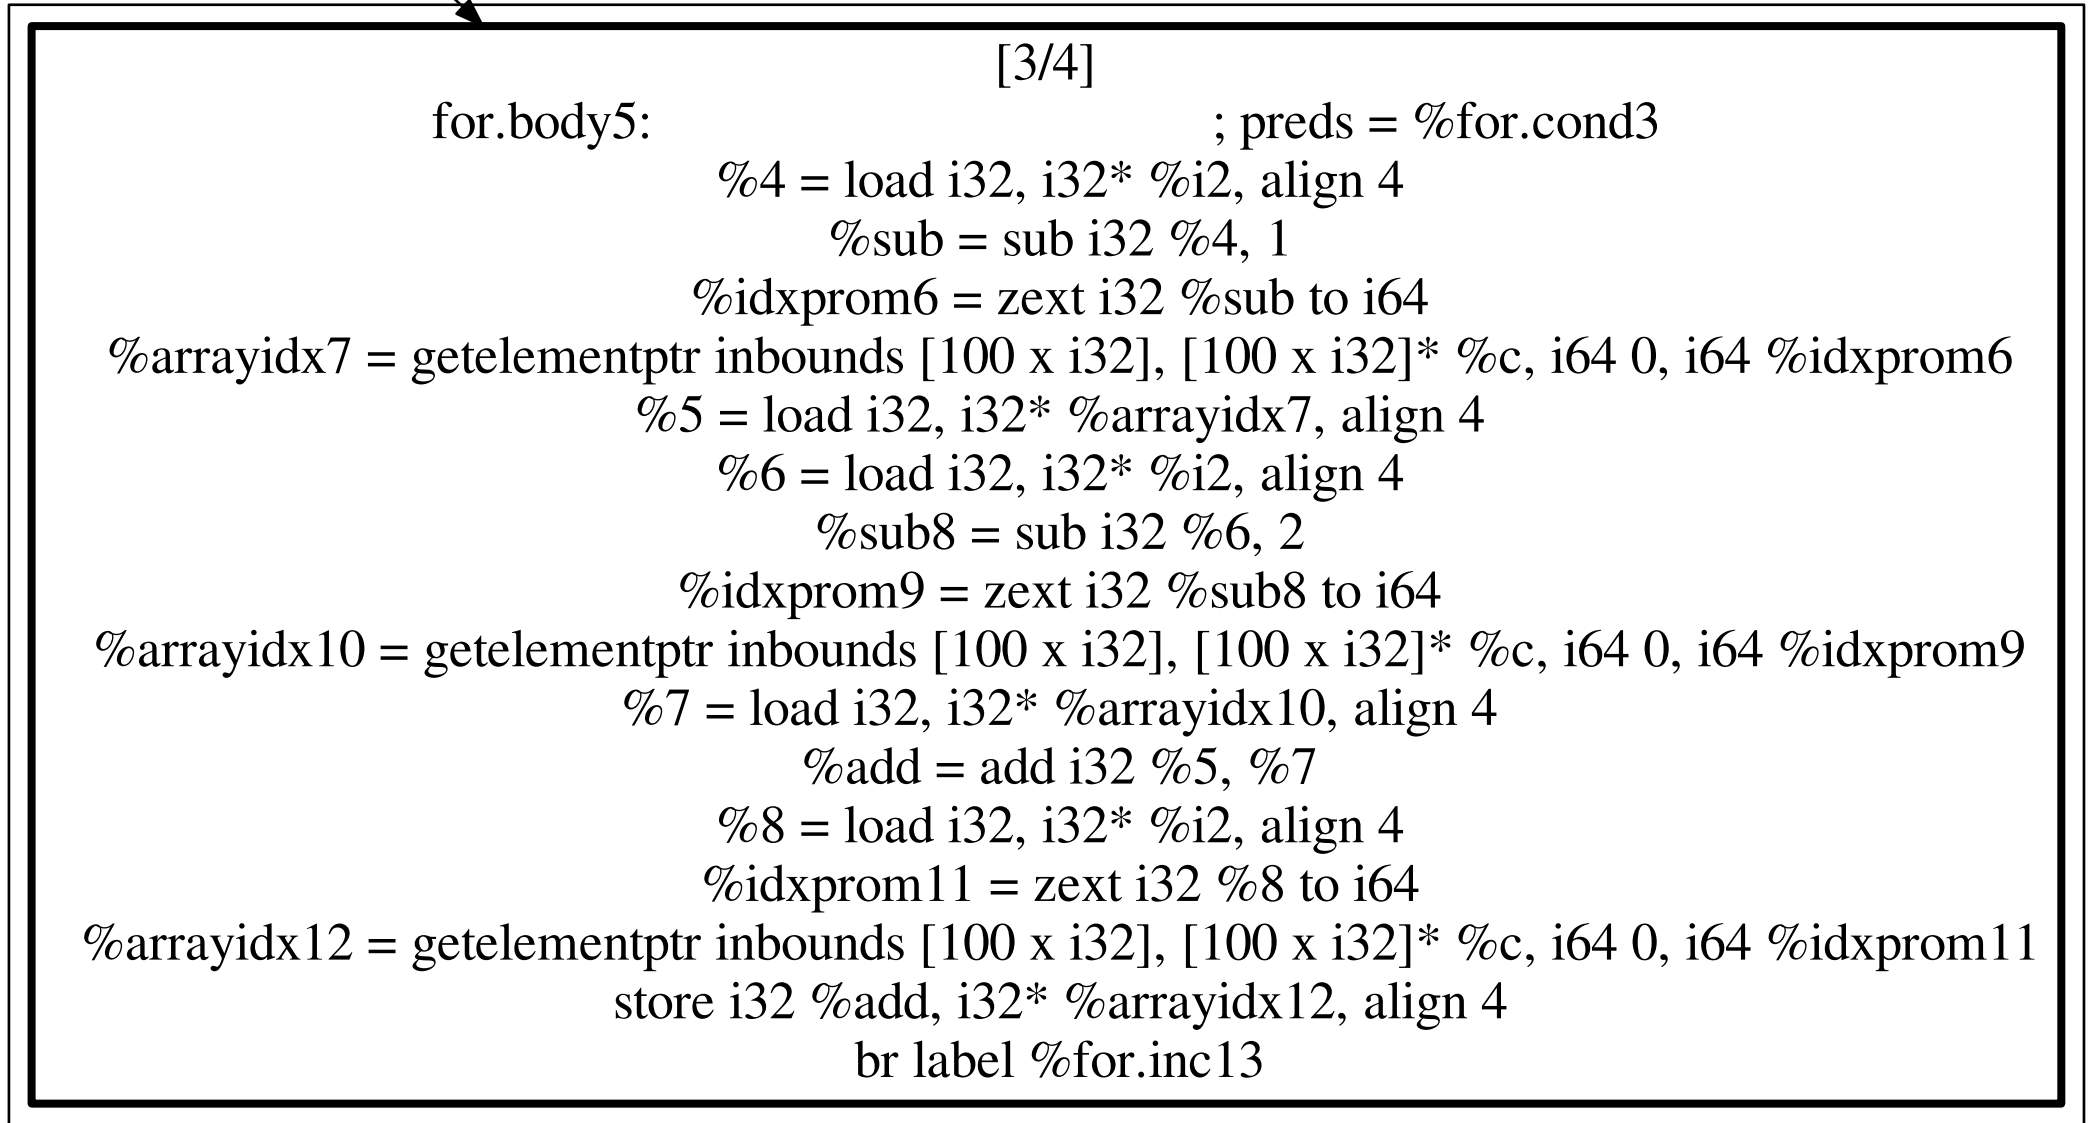 [3/4]
for.body5: ; preds = %for.cond3
%4 = load i32, i32* %i2, align 4
%sub = sub i32 %4, 1
%idxprom6 = zext i32 %sub to i64
%arrayidx7 = getelementptr inbounds [100 x i32], [100 x i32]* %c, i64 0, i64 %idxprom6
%5 = load i32, i32* %arrayidx7, align 4
%6 = load i32, i32* %i2, align 4
%sub8 = sub i32 %6, 2
%idxprom9 = zext i32 %sub8 to i64
%arrayidx10 = getelementptr inbounds [100 x i32], [100 x i32]* %c, i64 0, i64 %idxprom9
%7 = load i32, i32* %arrayidx10, align 4
%add = add i32 %5, %7
%8 = load i32, i32* %i2, align 4
%idxprom11 = zext i32 %8 to i64
%arrayidx12 = getelementptr inbounds [100 x i32], [100 x i32]* %c, i64 0, i64 %idxprom11
store i32 %add, i32* %arrayidx12, align 4
br label %for.inc13